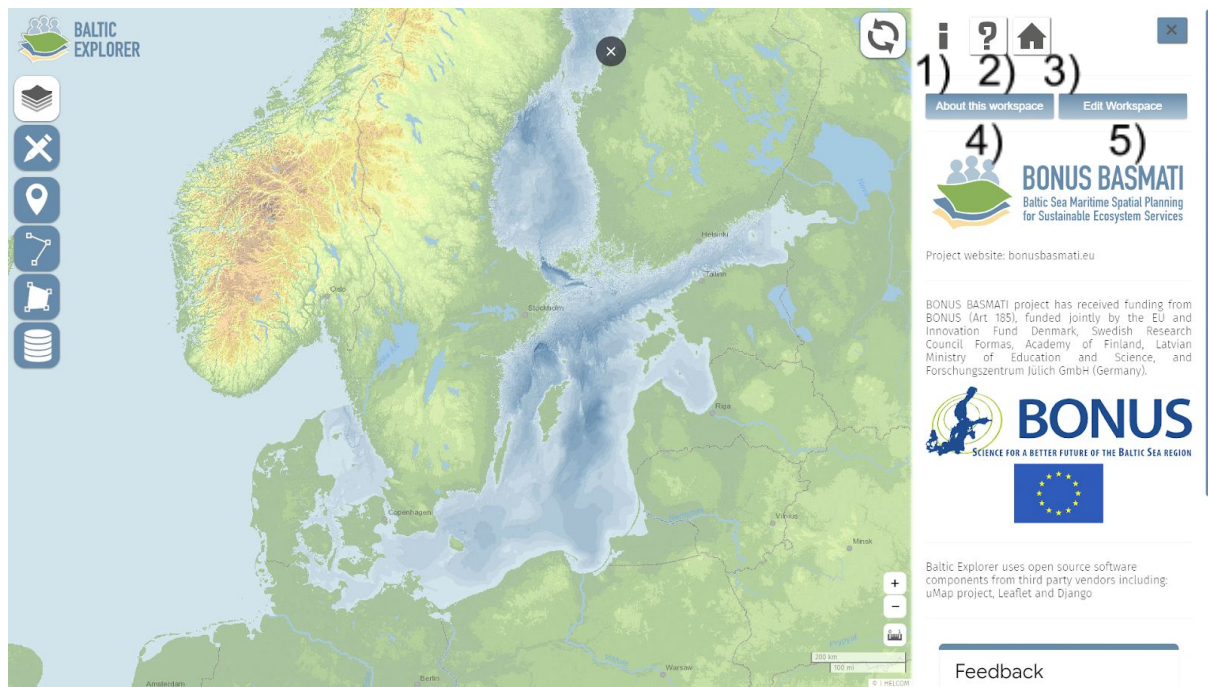 BALTIC
EXPLORER
Oslo
Stockholm
Helsinki
Tallinn
Copenhagen
Vilnius
Minsk
Amsterdam
Berlin
Warsaw
+
−
200 km
100 mi
© | HELCOM
i ?
×
1) 2) 3)
About this workspace Edit Workspace
4) 5)
BONUS BASMATI
Baltic Sea Maritime Spatial Planning
for Sustainable Ecosystem Services
Project website: bonusbasmati.eu
BONUS BASMATI project has received funding from
BONUS (Art 185), funded jointly by the EU and
Innovation Fund Denmark, Swedish Research
Council Formas, Academy of Finland, Latvian
Ministry of Education and Science, and
Forschungszentrum Jülich GmbH (Germany).
BONUS
SCIENCE FOR A BETTER FUTURE OF THE BALTIC SEA REGION
Baltic Explorer uses open source software
components from third party vendors including:
uMap project, Leaflet and Django
Feedback